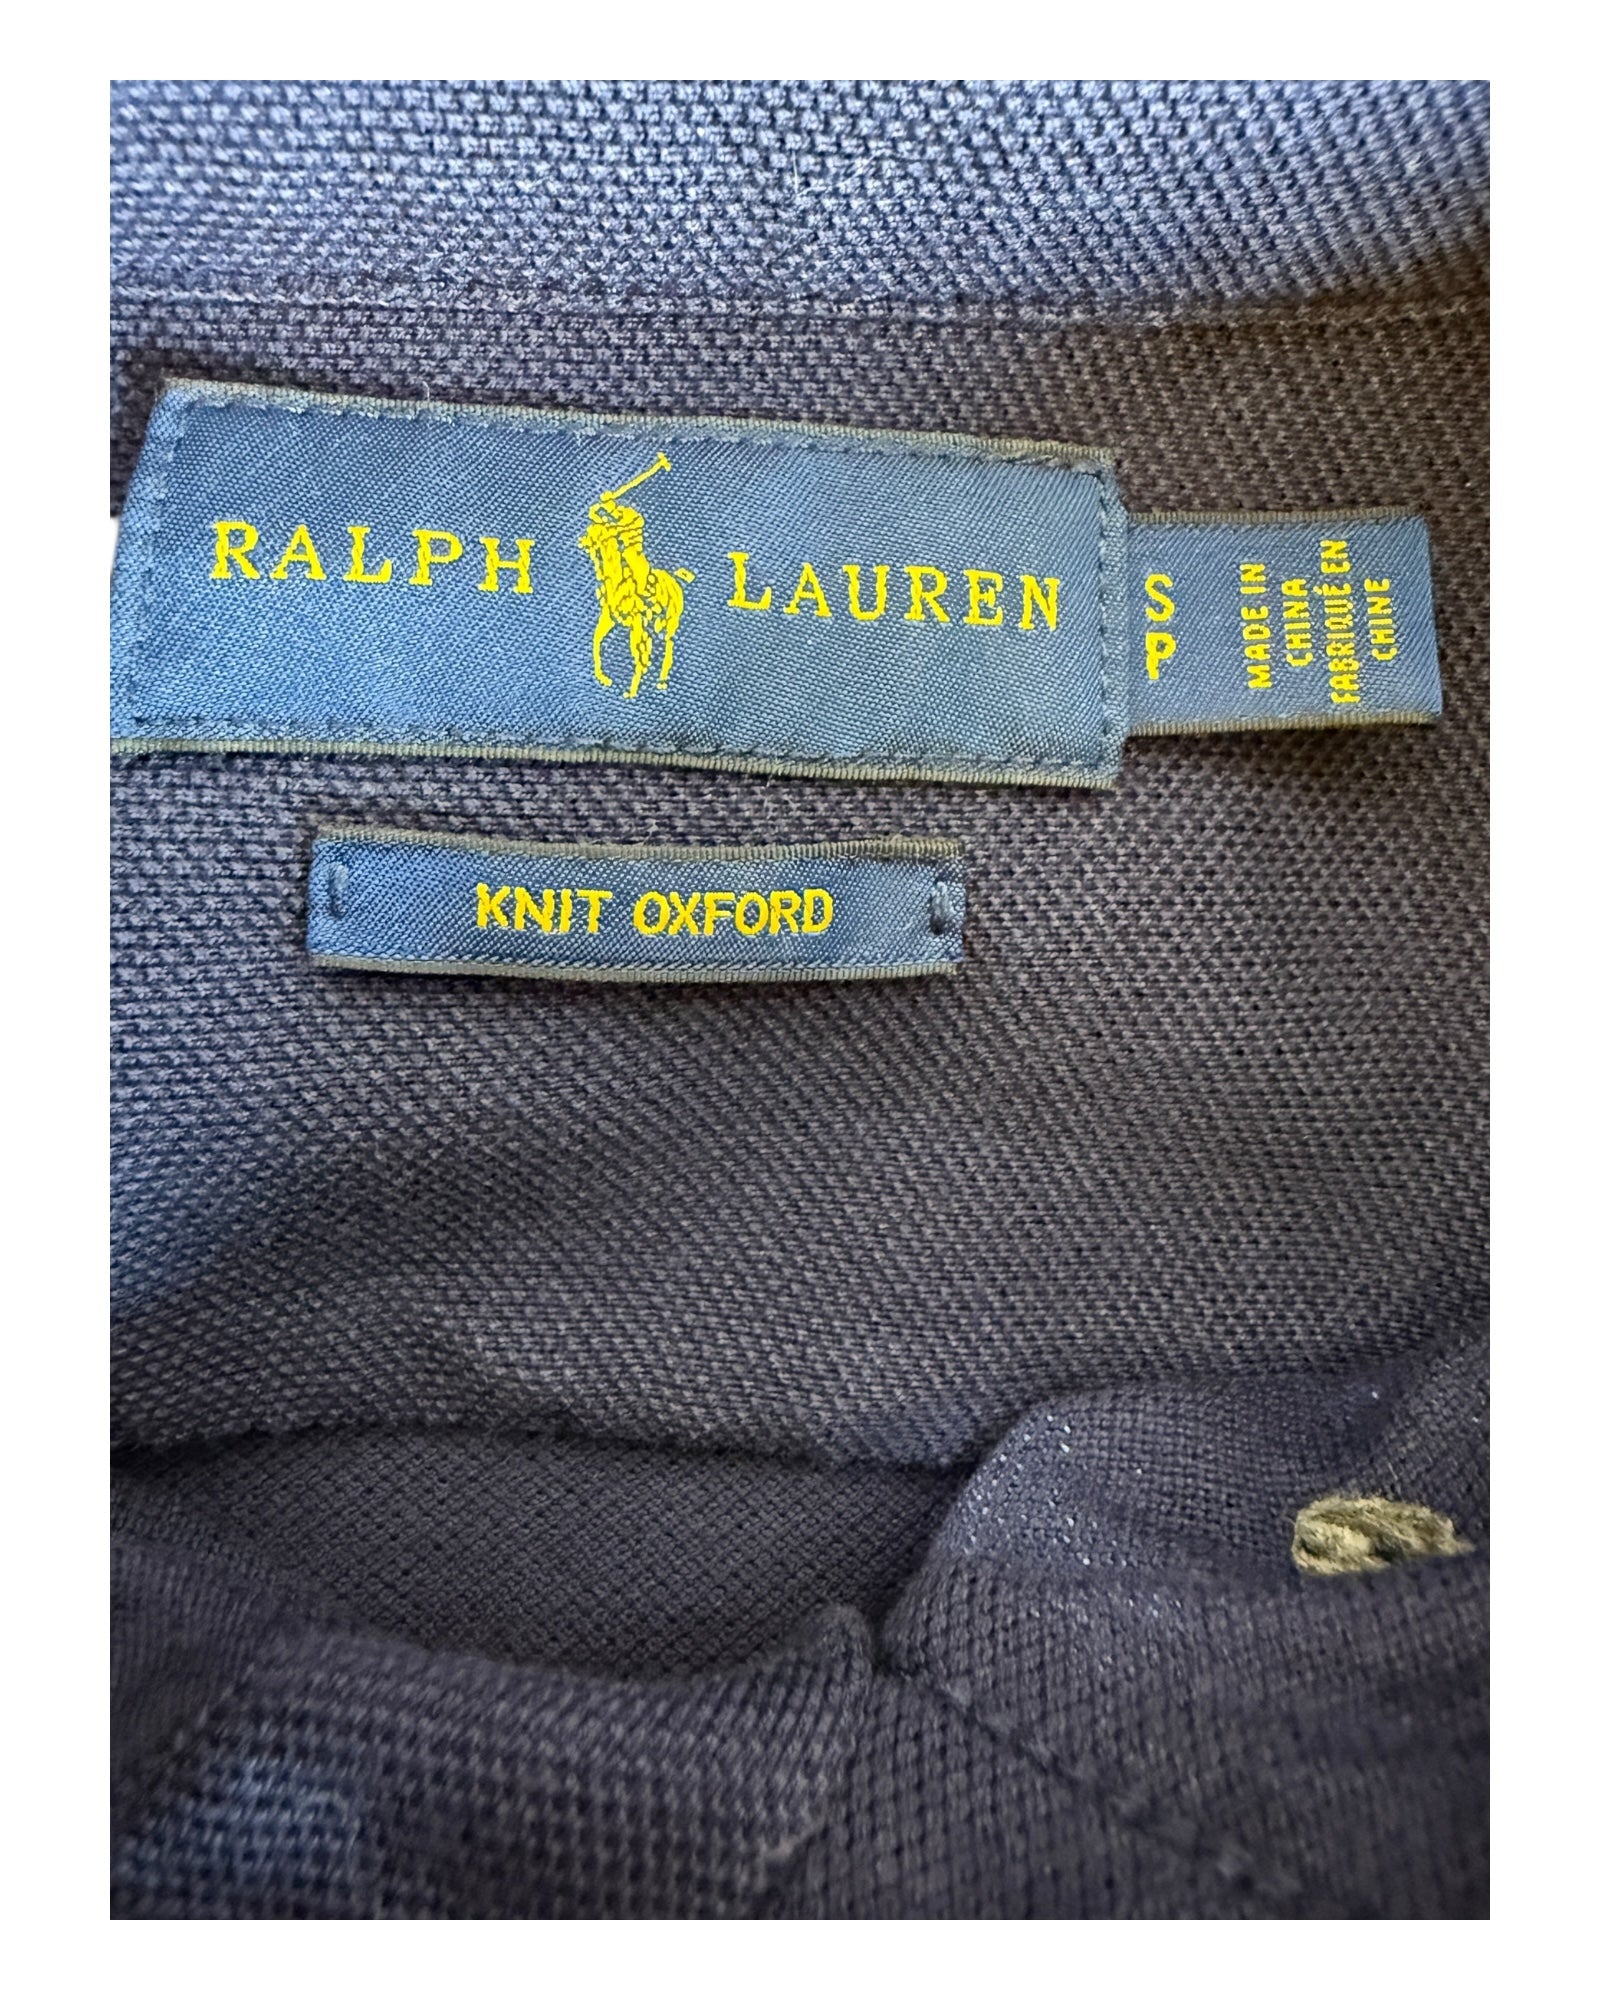 RALPH LAUREN
S
P
MADE IN
CHINA
FABRIQUÉ EN
CHINE
KNIT OXFORD